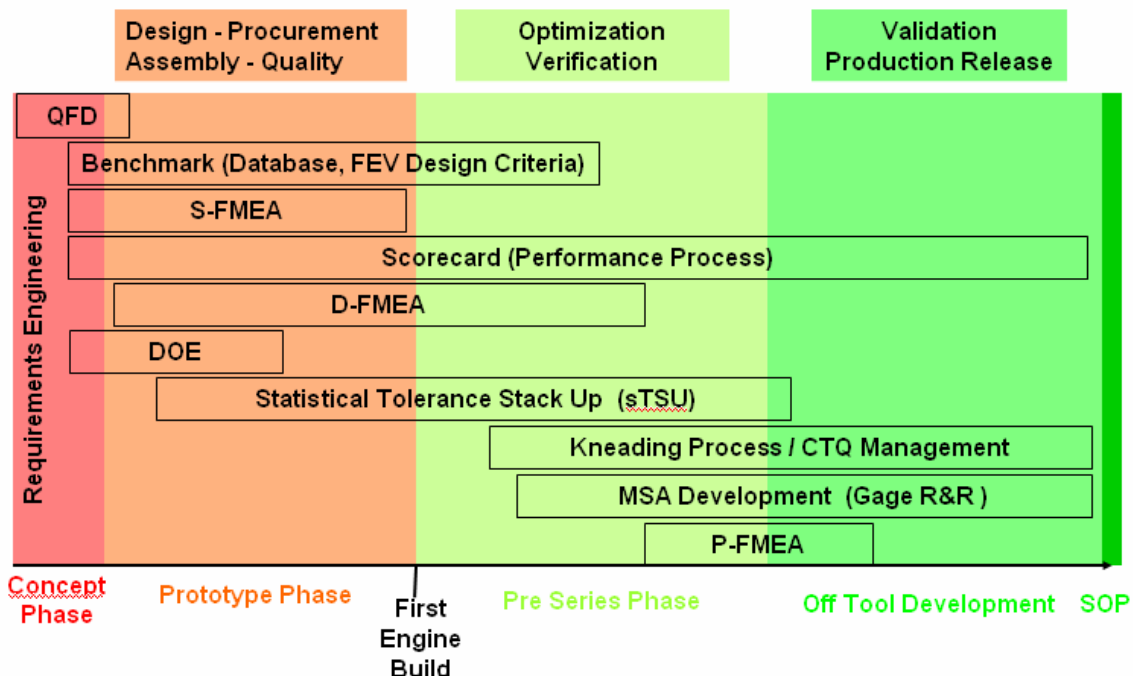 Design - Procurement
Assembly - Quality
Optimization
Verification
Validation
Production Release
QFD
Benchmark (Database, FEV Design Criteria)
S-FMEA
Scorecard (Performance Process)
D-FMEA
DOE
Statistical Tolerance Stack Up (sTSU)
Kneading Process / CTQ Management
MSA Development (Gage R&R )
P-FMEA
Requirements Engineering
Concept
Phase
Prototype Phase
First
Engine
Build
Pre Series Phase
Off Tool Development
SOP